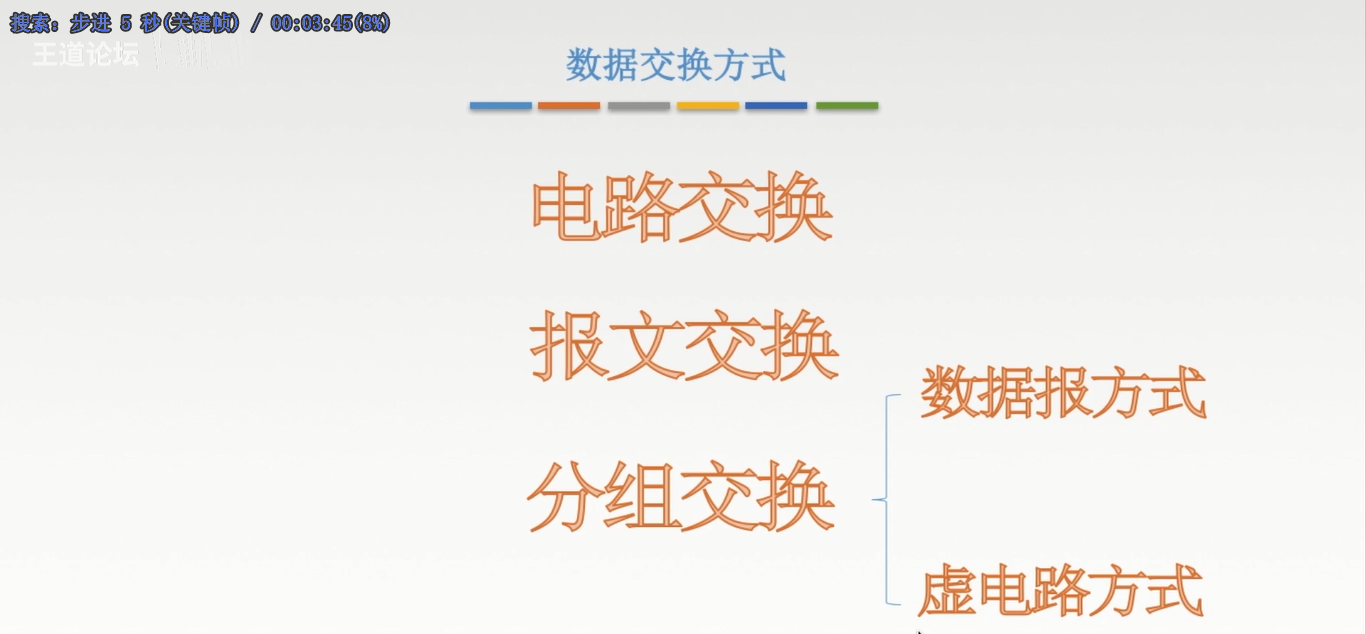 搜索: 步进 5 秒(关键帧) / 00:03:45(8%)
王道论坛
数据交换方式
电路交换
报文交换
数据报方式
分组交换
虚电路方式